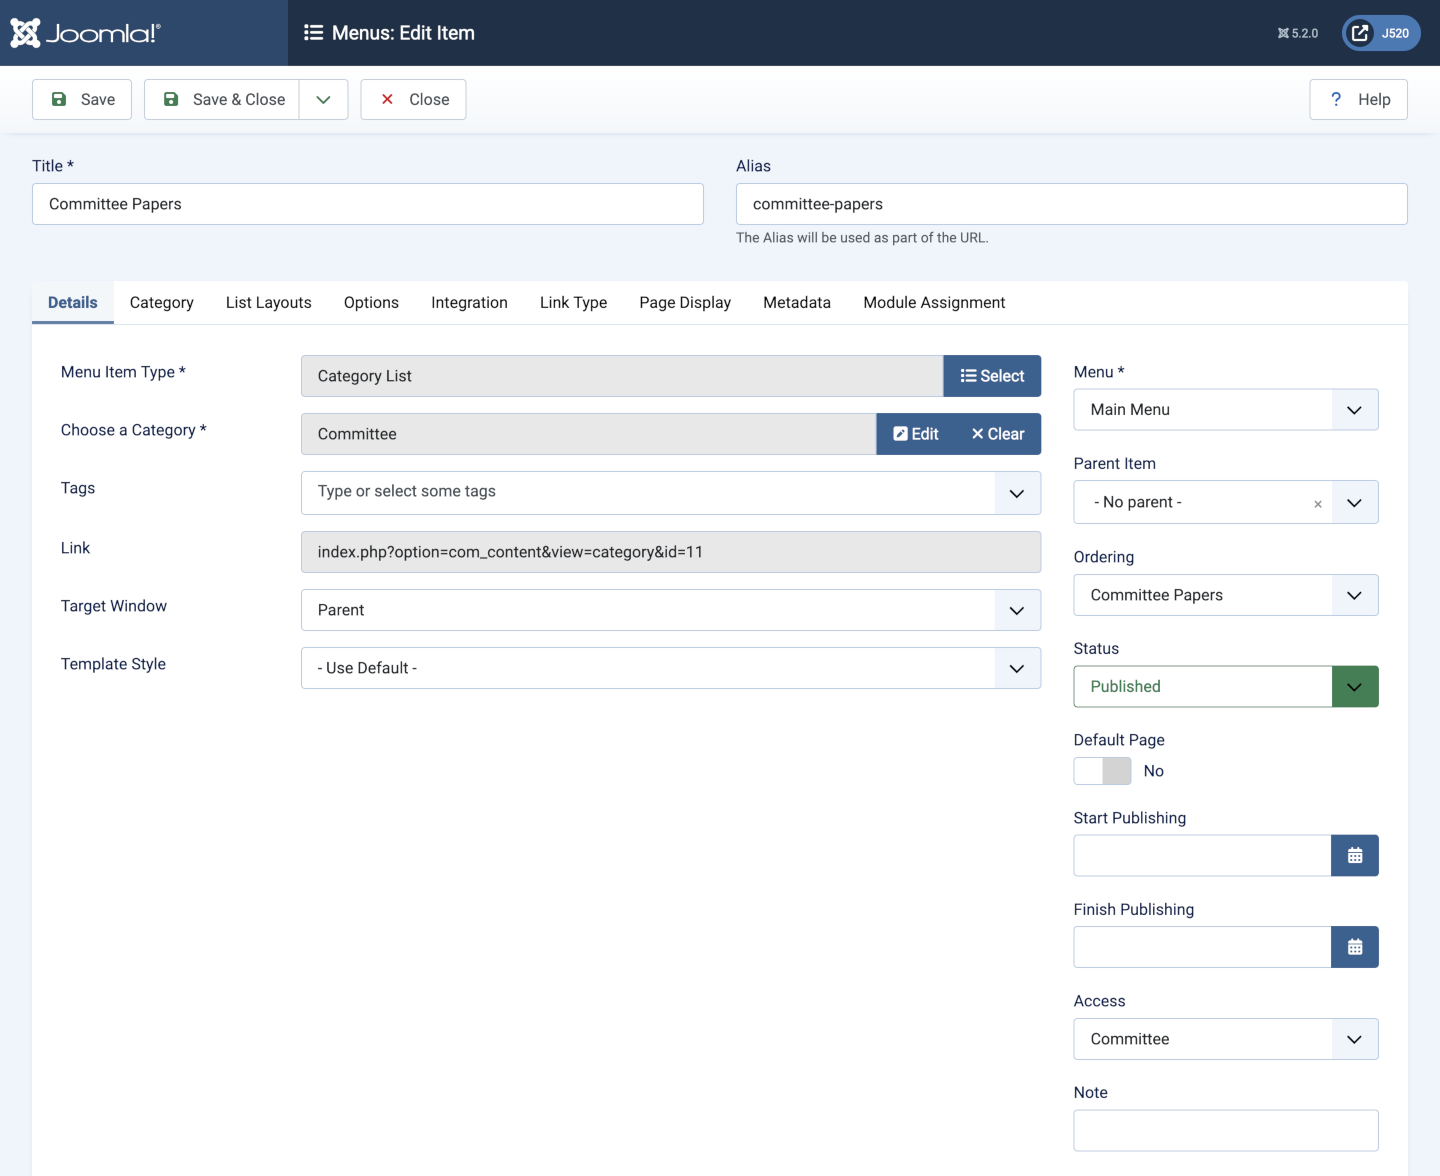 Joomla!®
Menus: Edit Item
5.2.0
J520
Save
Save & Close
Close
? Help
Title *
Committee Papers
Alias
committee-papers
The Alias will be used as part of the URL.
Details Category List Layouts Options Integration Link Type Page Display Metadata Module Assignment
Menu Item Type *
Category List
Select
Choose a Category *
Committee
Edit
Clear
Tags
Type or select some tags
Link
index.php?option=com_content&view=category&id=11
Target Window
Parent
Template Style
- Use Default -
Menu *
Main Menu
Parent Item
- No parent -
Ordering
Committee Papers
Status
Published
Default Page
No
Start Publishing
Finish Publishing
Access
Committee
Note